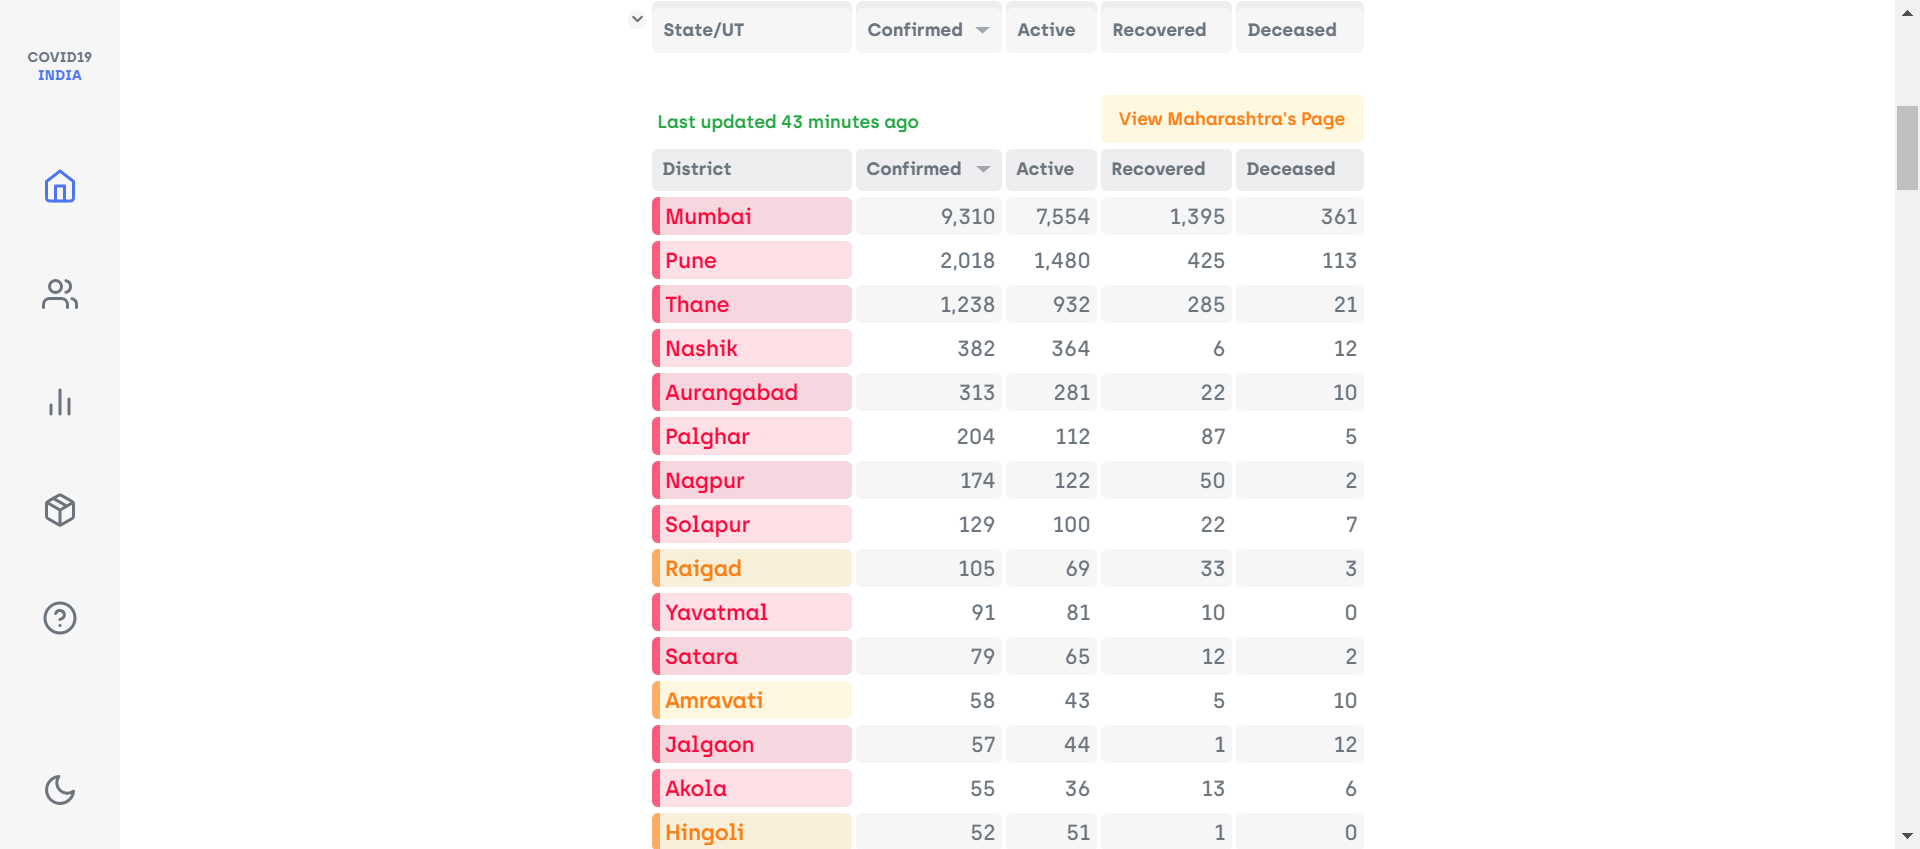 COVID19
INDIA
State/UT Confirmed Active Recovered Deceased
Last updated 43 minutes ago View Maharashtra's Page
District Confirmed Active Recovered Deceased
Mumbai 9,310 7,554 1,395 361
Pune 2,018 1,480 425 113
Thane 1,238 932 285 21
Nashik 382 364 6 12
Aurangabad 313 281 22 10
Palghar 204 112 87 5
Nagpur 174 122 50 2
Solapur 129 100 22 7
Raigad 105 69 33 3
Yavatmal 91 81 10 0
Satara 79 65 12 2
Amravati 58 43 5 10
Jalgaon 57 44 1 12
Akola 55 36 13 6
Hingoli 52 51 1 0